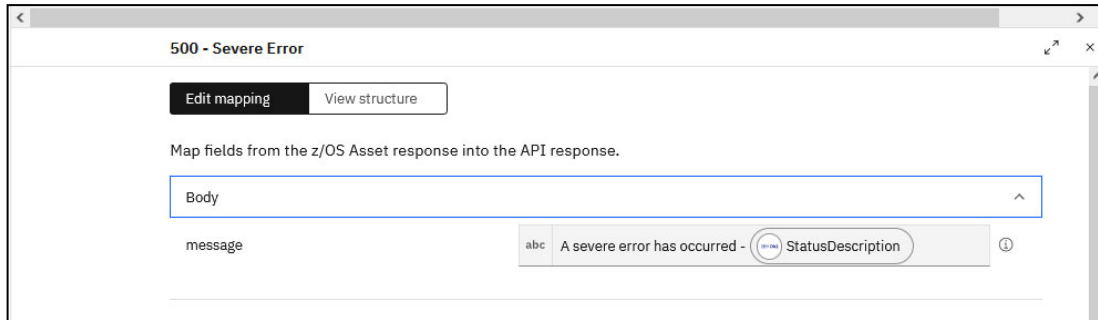 500 - Severe Error
Edit mapping
View structure
Map fields from the z/OS Asset response into the API response.
Body
message
abc A severe error has occurred - StatusDescription